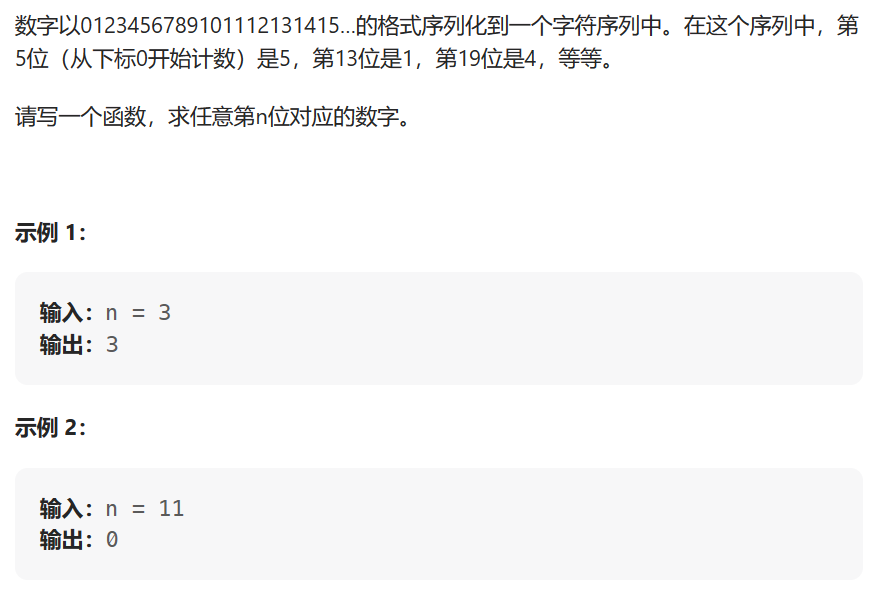 数字以0123456789101112131415…的格式序列化到一个字符序列中。在这个序列中，第
5位（从下标0开始计数）是5，第13位是1，第19位是4，等等。
请写一个函数，求任意第n位对应的数字。
示例 1：
输入：n = 3
输出：3
示例 2：
输入：n = 11
输出：0